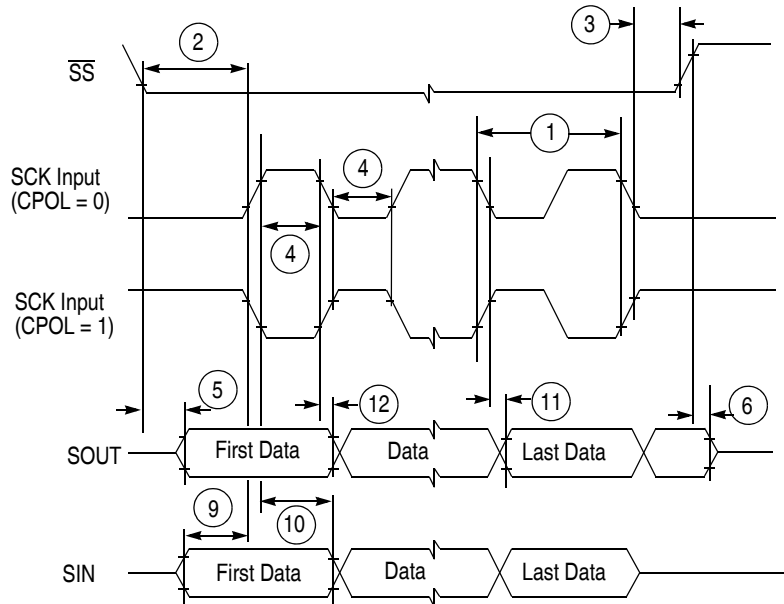 2
3
SS
1
SCK Input
(CPOL = 0)
4
4
SCK Input
(CPOL = 1)
5
12
11
6
SOUT
First Data
Data
Last Data
9
10
SIN
First Data
Data
Last Data